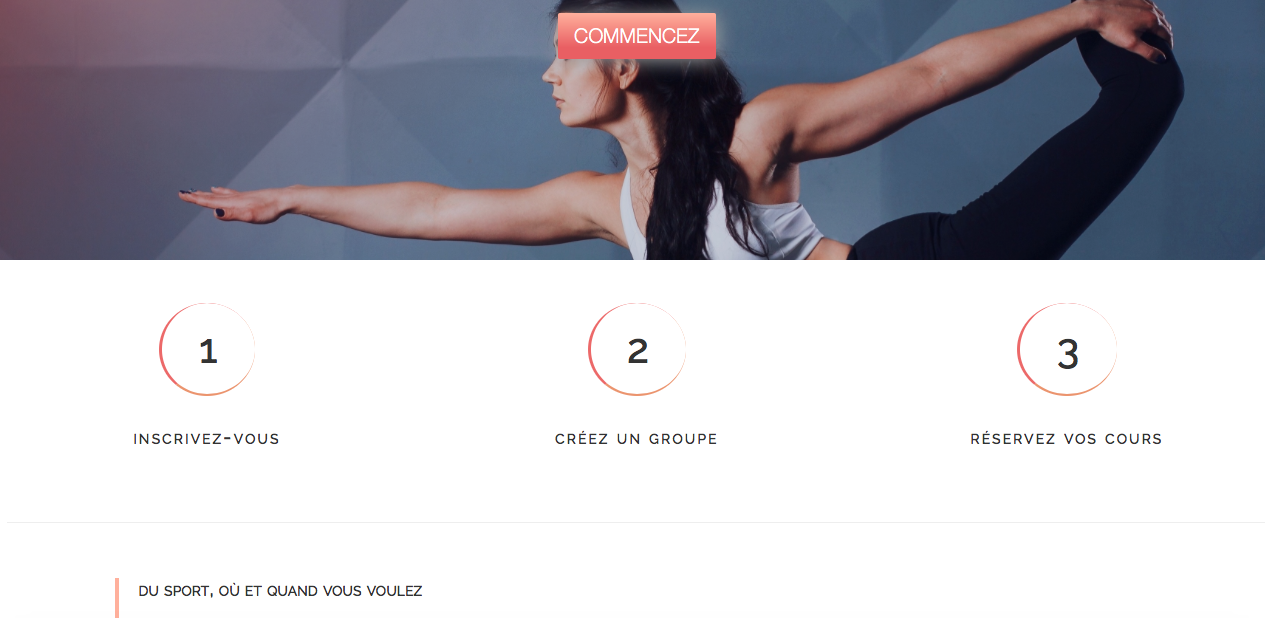 COMMENCEZ
1
2
3
INSCRIVEZ-VOUS
CRÉEZ UN GROUPE
RÉSERVEZ VOS COURS
DU SPORT, OÙ ET QUAND VOUS VOULEZ